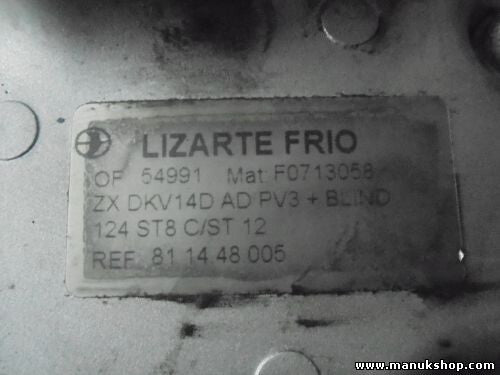 LIZARTE FRIO
OF 54991 Mat F0713058
ZX DKV14D AD PV3 + BLIND
124 ST8 C/ST 12
REF. 81 14 48 005
www.manukshop.com